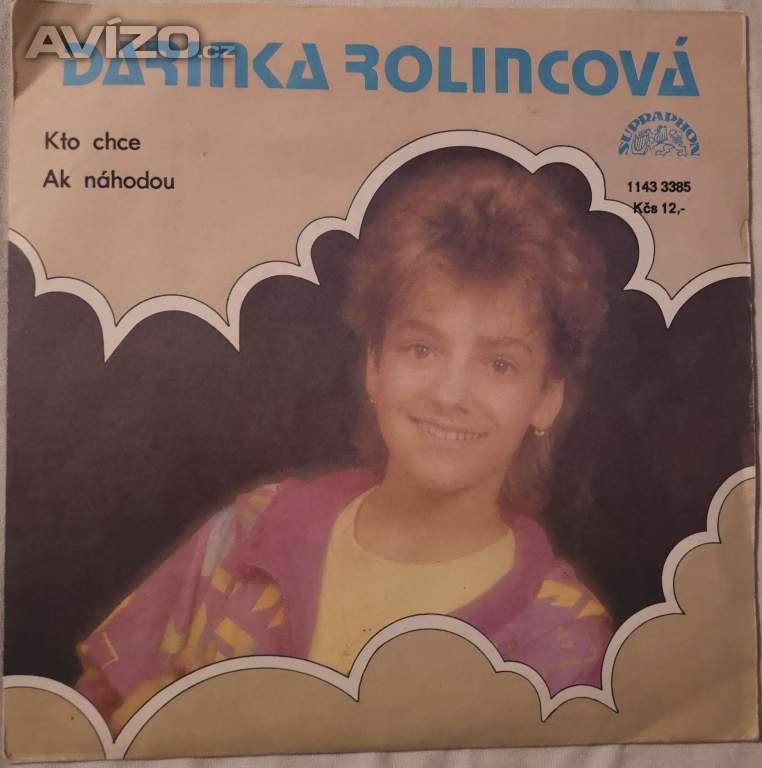 AVÍZO.cz
DARINKA ROLINCOVÁ
Kto chce
Ak náhodou
SUPRAPHON
1143 3385
Kčs 12,-